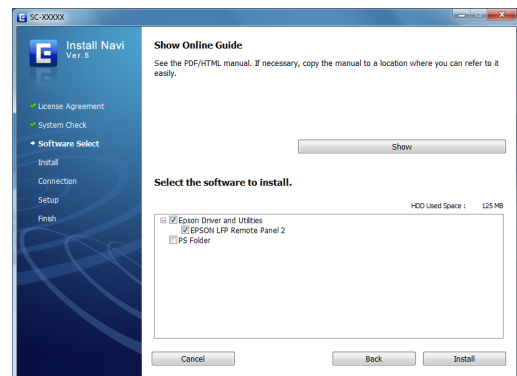 SC-XXXXX
Install Navi
Ver.5
License Agreement
System Check
Software Select
Install
Connection
Setup
Finish
Show Online Guide
See the PDF/HTML manual. If necessary, copy the manual to a location where you can refer to it
easily.
Show
Select the software to install.
HDD Used Space : 125 MB
Epson Driver and Utilities
EPSON LFP Remote Panel 2
PS Folder
Cancel
Back
Install